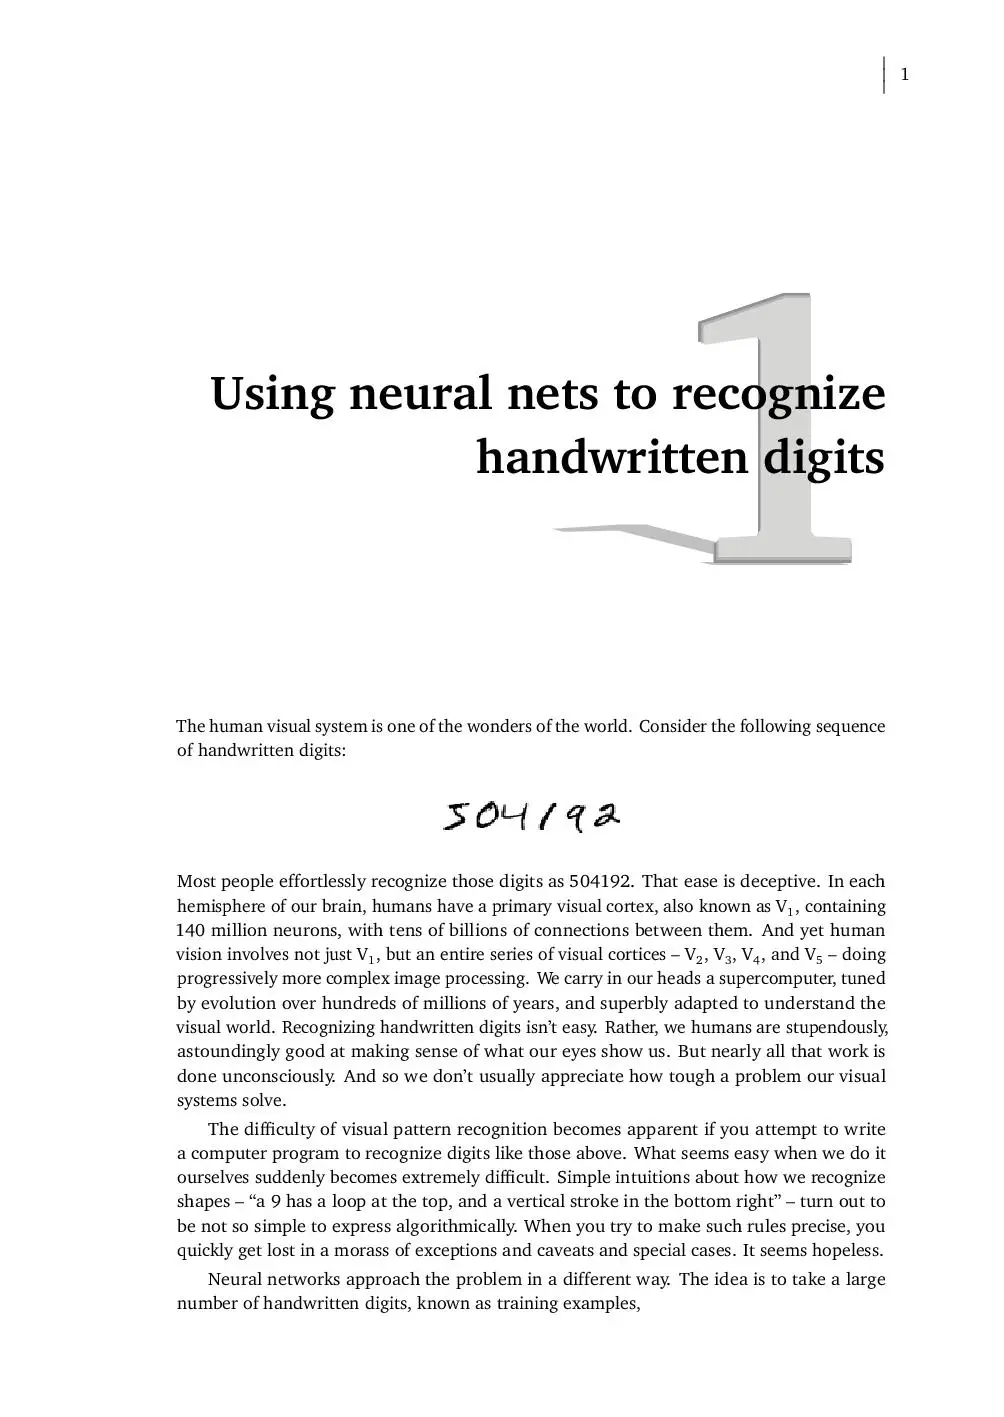 1
1
Using neural nets to recognize
handwritten digits
The human visual system is one of the wonders of the world. Consider the following sequence
of handwritten digits:
504192
Most people effortlessly recognize those digits as 504192. That ease is deceptive. In each
hemisphere of our brain, humans have a primary visual cortex, also known as V₁, containing
140 million neurons, with tens of billions of connections between them. And yet human
vision involves not just V₁, but an entire series of visual cortices – V₂, V₃, V₄, and V₅ – doing
progressively more complex image processing. We carry in our heads a supercomputer, tuned
by evolution over hundreds of millions of years, and superbly adapted to understand the
visual world. Recognizing handwritten digits isn’t easy. Rather, we humans are stupendously,
astoundingly good at making sense of what our eyes show us. But nearly all that work is
done unconsciously. And so we don’t usually appreciate how tough a problem our visual
systems solve.
The difficulty of visual pattern recognition becomes apparent if you attempt to write
a computer program to recognize digits like those above. What seems easy when we do it
ourselves suddenly becomes extremely difficult. Simple intuitions about how we recognize
shapes – “a 9 has a loop at the top, and a vertical stroke in the bottom right” – turn out to
be not so simple to express algorithmically. When you try to make such rules precise, you
quickly get lost in a morass of exceptions and caveats and special cases. It seems hopeless.
Neural networks approach the problem in a different way. The idea is to take a large
number of handwritten digits, known as training examples,